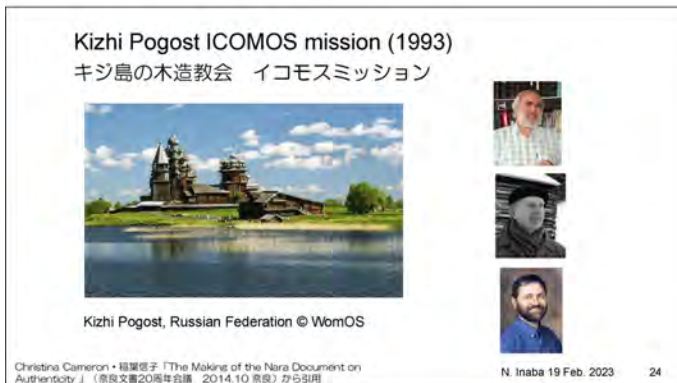 Kizhi Pogost ICOMOS mission (1993)
キジ島の木造教会　イコモスミッション
Kizhi Pogost, Russian Federation © WomOS
Christina Cameron・稲葉信子「The Making of the Nara Document on
Authenticity 」（奈良文書20周年会議　2014.10 奈良）から引用
N. Inaba 19 Feb. 2023
24